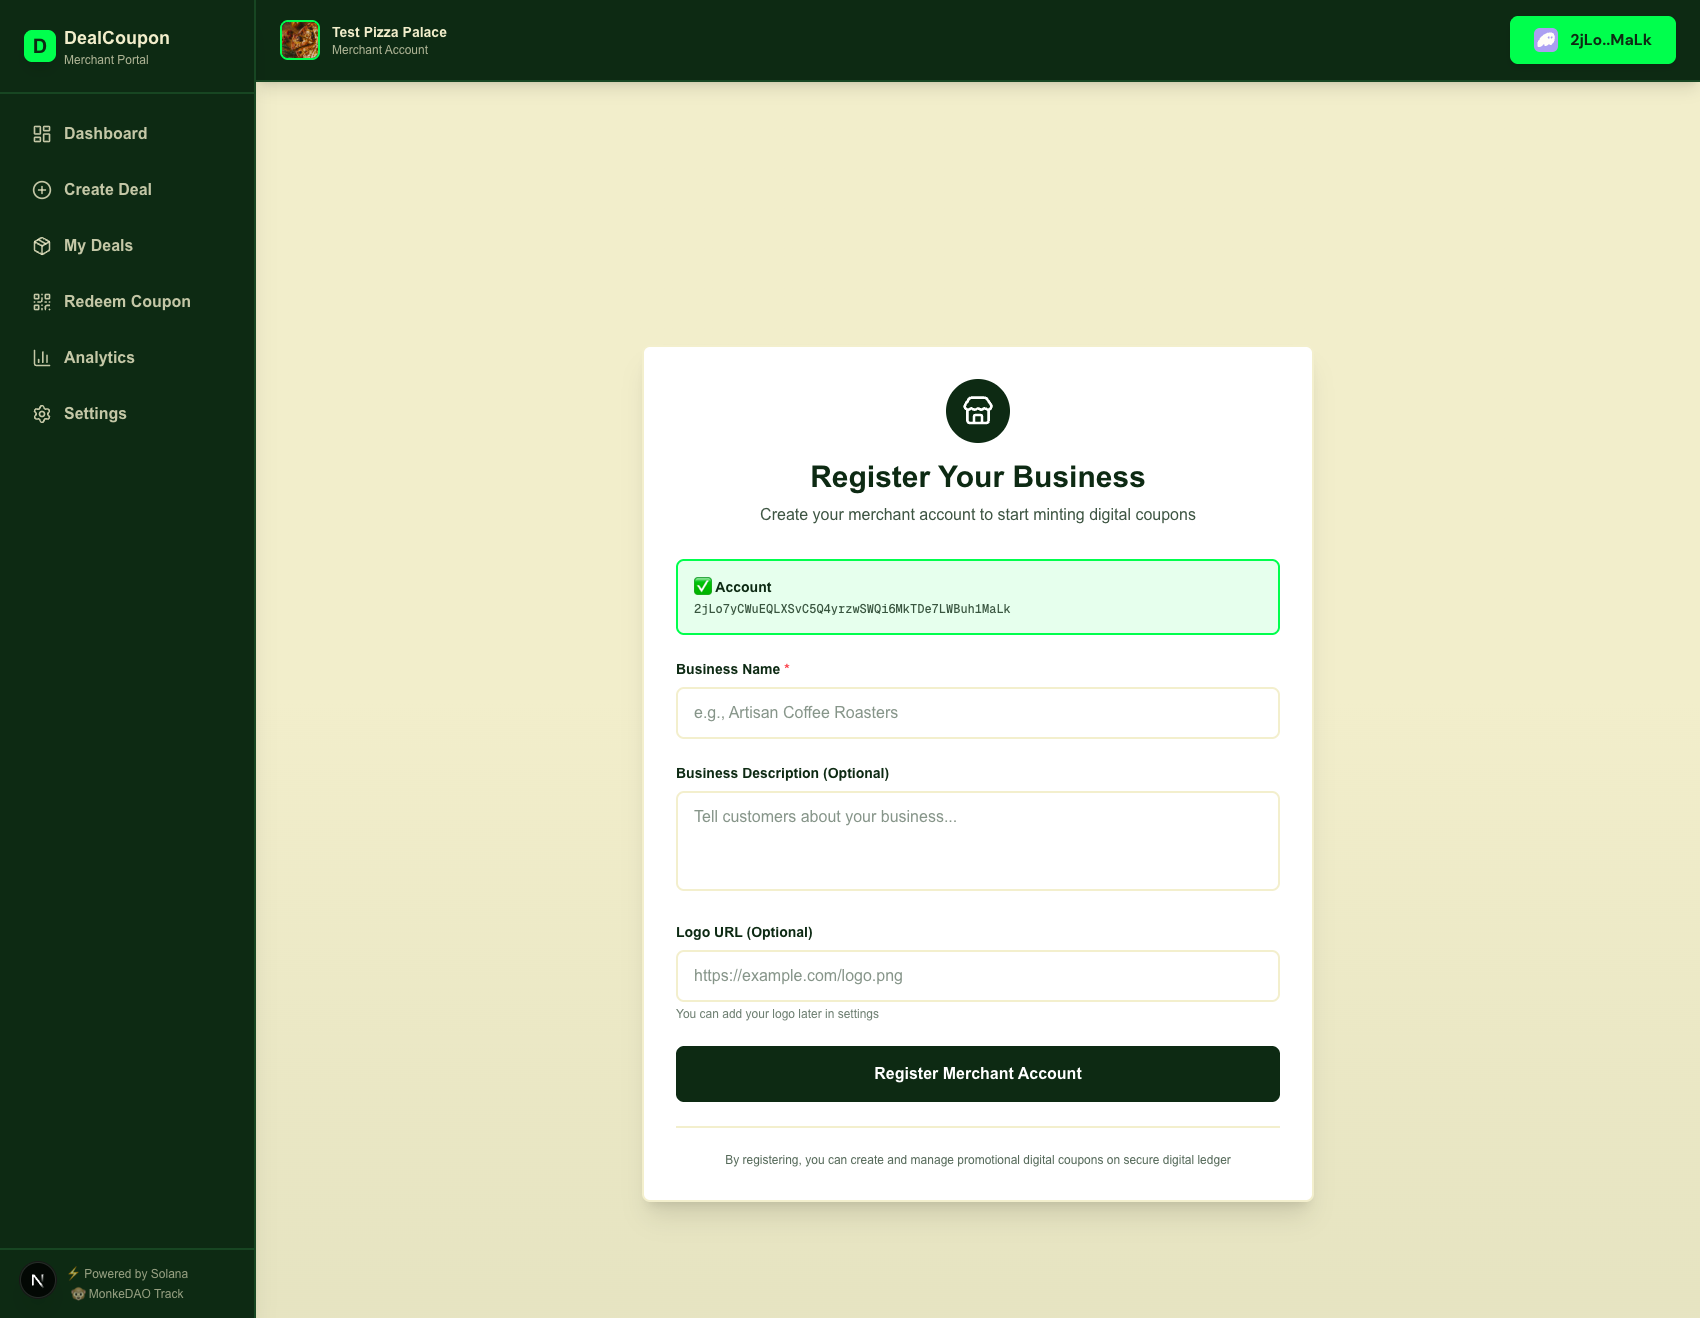 D
DealCoupon
Merchant Portal
Dashboard
Create Deal
My Deals
Redeem Coupon
Analytics
Settings
N
⚡ Powered by Solana
🐵 MonkeDAO Track
Test Pizza Palace
Merchant Account
2jLo..MaLk
Register Your Business
Create your merchant account to start minting digital coupons
✅ Account
2jLo7yCWuEQLXSvC5Q4yrzwSWQi6MkTDe7LWBuh1MaLk
Business Name *
e.g., Artisan Coffee Roasters
Business Description (Optional)
Tell customers about your business...
Logo URL (Optional)
https://example.com/logo.png
You can add your logo later in settings
Register Merchant Account
By registering, you can create and manage promotional digital coupons on secure digital ledger